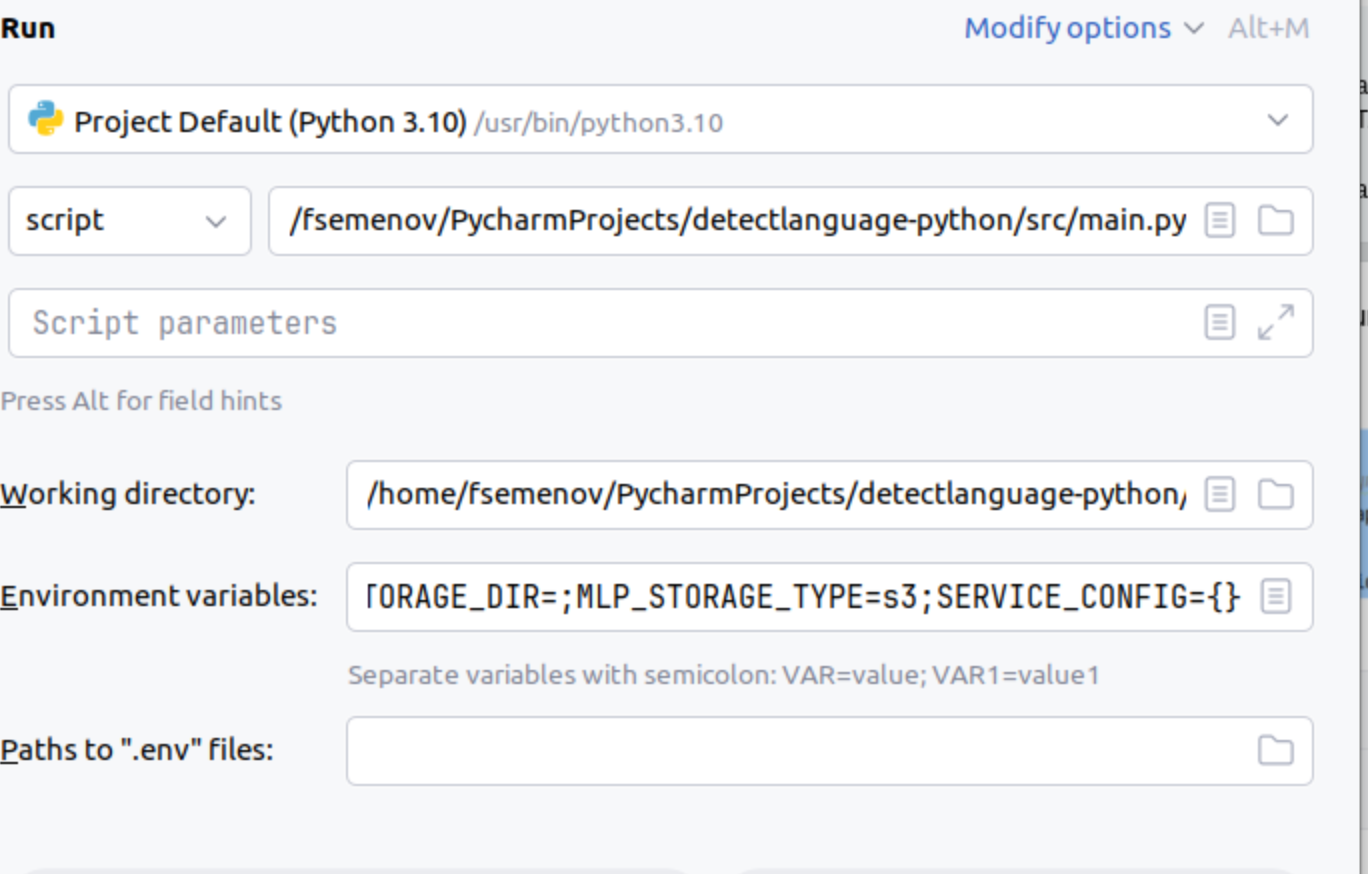 Run Modify options Alt+M
Project Default (Python 3.10) /usr/bin/python3.10
script /fsemenov/PycharmProjects/detectlanguage-python/src/main.py
Script parameters
Press Alt for field hints
Working directory: /home/fsemenov/PycharmProjects/detectlanguage-python/
Environment variables: TORAGE_DIR=;MLP_STORAGE_TYPE=s3;SERVICE_CONFIG={}
Separate variables with semicolon: VAR=value; VAR1=value1
Paths to ".env" files: